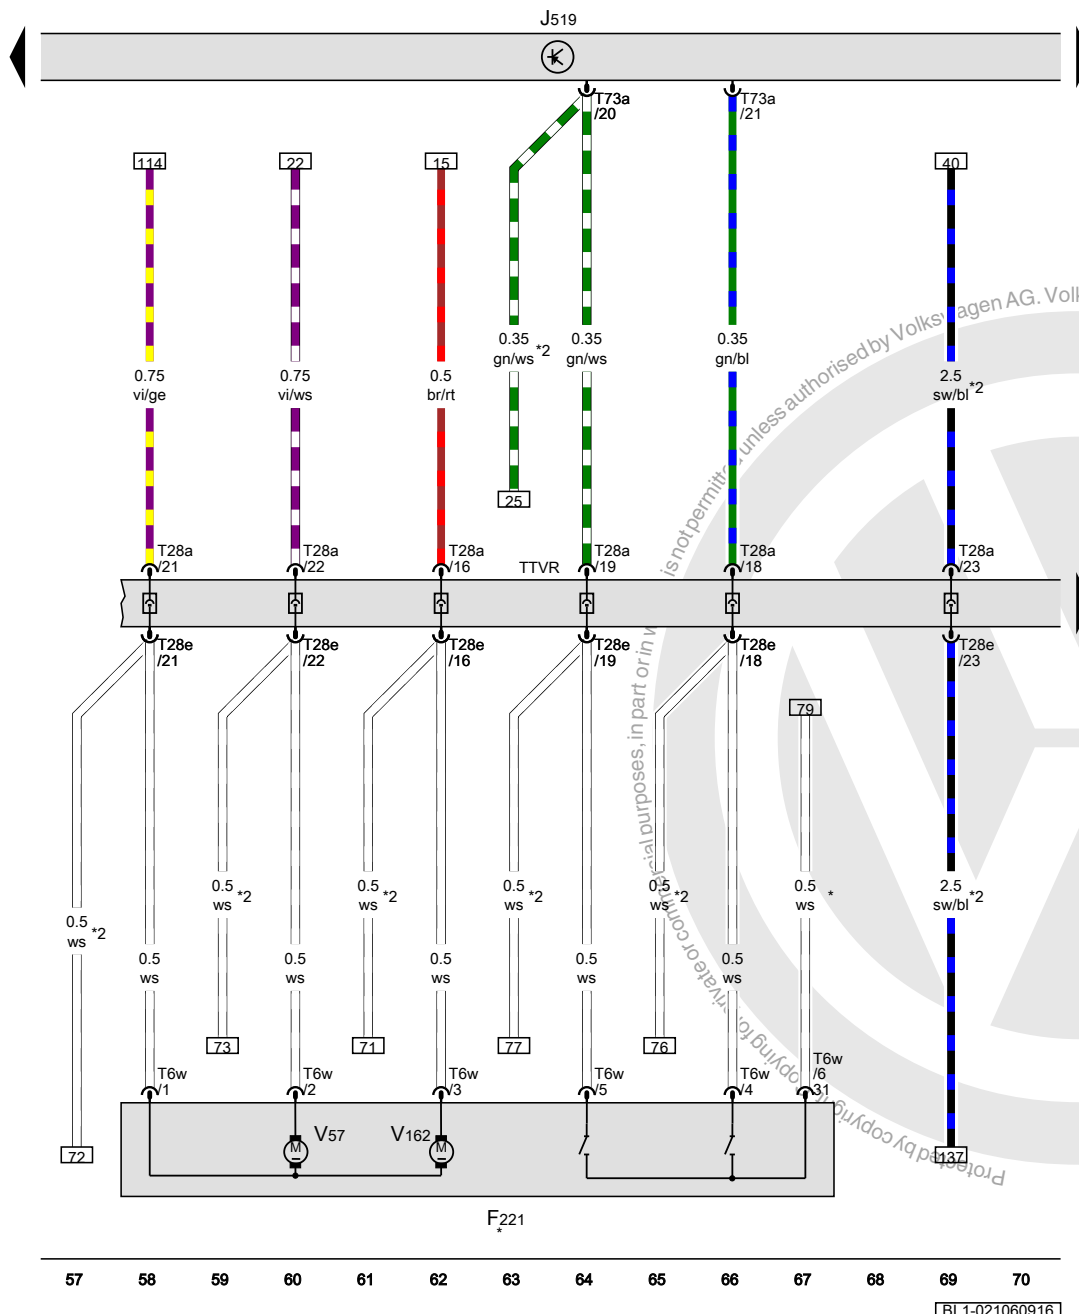 J519
T73a
/20
T73a
/21
114
22
15
40
0.35
gn/ws *2
0.35
gn/ws
0.35
gn/bl
0.75
vi/ge
0.75
vi/ws
0.5
br/rt
2.5
sw/bl *2
25
T28a
/21
T28a
/22
T28a
/16
TTVR
T28a
/19
T28a
/18
T28a
/23
T28e
/21
T28e
/22
T28e
/16
T28e
/19
T28e
/18
T28e
/23
79
0.5
ws *2
0.5
ws *2
0.5
ws *2
0.5
ws *2
0.5
ws *2
0.5
ws *
2.5
sw/bl *2
0.5
ws
0.5
ws
0.5
ws
0.5
ws
0.5
ws
73
71
77
76
T6w
/1
T6w
/2
T6w
/3
T6w
/5
T6w
/4
T6w
/6
31
V57
V162
M
M
72
137
F221
*
57 58 59 60 61 62 63 64 65 66 67 68 69 70
BL1-021060916
Protected by copyright. Copying for private or commercial purposes, in part or in w
is not permitted unless authorised by Volkswagen AG. Volk